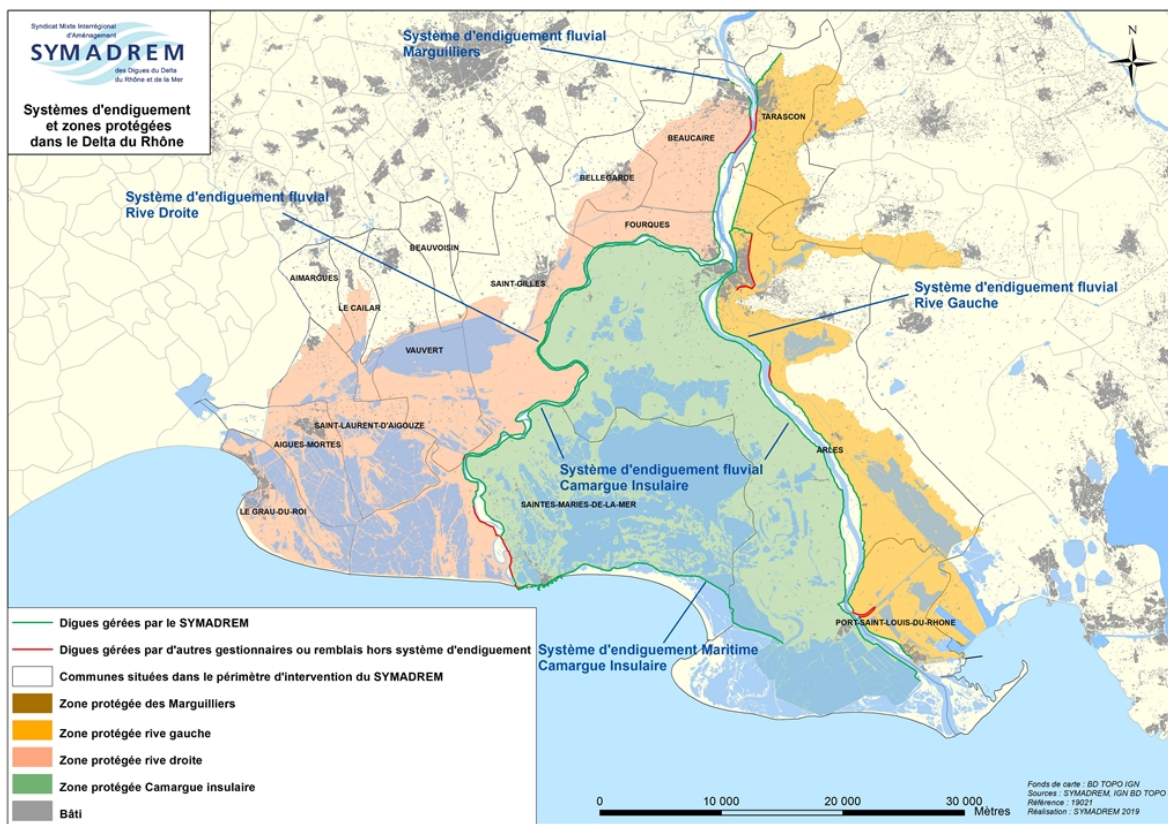 Syndicat Mixte Interrégional
d'Aménagement
SYMADREM
des Digues du Delta
du Rhône et de la Mer
Systèmes d'endiguement
et zones protégées
dans le Delta du Rhône
Système d'endiguement fluvial
Marguilliers
N
TARASCON
BEAUCAIRE
BELLEGARDE
Système d'endiguement fluvial
Rive Droite
FOURQUES
BEAUVOISIN
SAINT-GILLES
AIMARGUES
LE CAILAR
Système d'endiguement fluvial
Rive Gauche
VAUVERT
SAINT-LAURENT-D'AIGOUZE
AIGUES-MORTES
ARLES
Système d'endiguement fluvial
Camargue Insulaire
SAINTES-MARIES-DE-LA-MER
LE GRAU-DU-ROI
PORT-SAINT-LOUIS-DU-RHONE
Système d'endiguement Maritime
Camargue Insulaire
Digues gérées par le SYMADREM
Digues gérées par d'autres gestionnaires ou remblais hors système d'endiguement
Communes situées dans le périmètre d'intervention du SYMADREM
Zone protégée des Marguilliers
Zone protégée rive gauche
Zone protégée rive droite
Zone protégée Camargue insulaire
Bâti
0 10 000 20 000 30 000
Mètres
Fonds de carte : BD TOPO IGN
Sources : SYMADREM, IGN BD TOPO
Référence : 19021
Réalisation : SYMADREM 2019